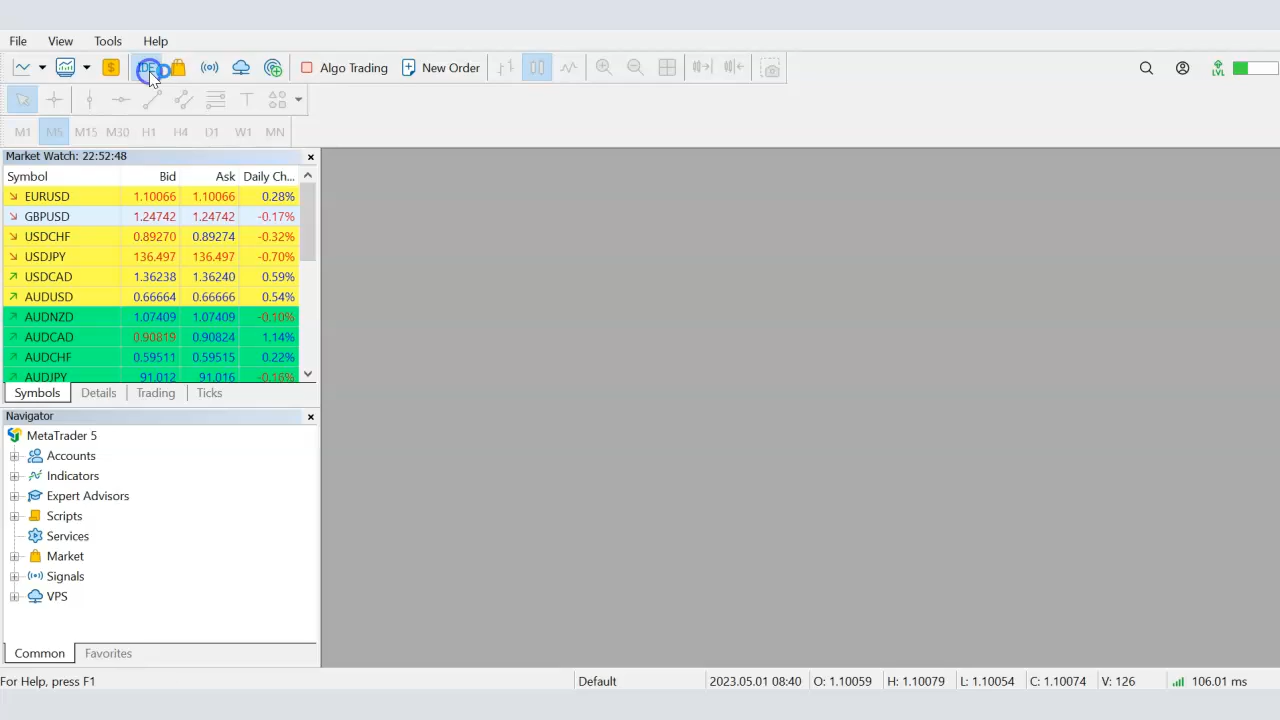 File View Tools Help
$ IDE Algo Trading New Order LVL
T
M1 M5 M15 M30 H1 H4 D1 W1 MN
Market Watch: 22:52:48
Symbol Bid Ask Daily Ch...
EURUSD 1.10066 1.10066 0.28%
GBPUSD 1.24742 1.24742 -0.17%
USDCHF 0.89270 0.89274 -0.32%
USDJPY 136.497 136.497 -0.70%
USDCAD 1.36238 1.36240 0.59%
AUDUSD 0.66664 0.66666 0.54%
AUDNZD 1.07409 1.07409 -0.10%
AUDCAD 0.90819 0.90824 1.14%
AUDCHF 0.59511 0.59515 0.22%
AUDJPY 91.012 91.016 -0.16%
Symbols Details Trading Ticks
Navigator
MetaTrader 5
Accounts
Indicators
Expert Advisors
Scripts
Services
Market
Signals
VPS
Common Favorites
For Help, press F1 Default 2023.05.01 08:40 O: 1.10059 H: 1.10079 L: 1.10054 C: 1.10074 V: 126 106.01 ms